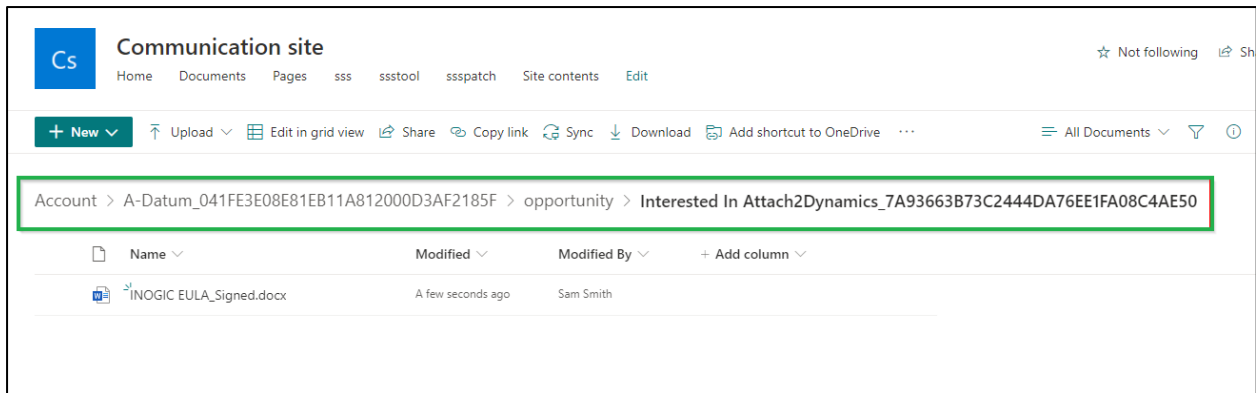 Cs
Communication site
Home Documents Pages sss ssstool ssspatch Site contents Edit
Not following Sh
New Upload Edit in grid view Share Copy link Sync Download Add shortcut to OneDrive ... All Documents
Account > A-Datum_041FE3E08E81EB11A812000D3AF2185F > opportunity > Interested In Attach2Dynamics_7A93663B73C2444DA76EE1FA08C4AE50
Name Modified Modified By + Add column
INOGIC EULA_Signed.docx A few seconds ago Sam Smith